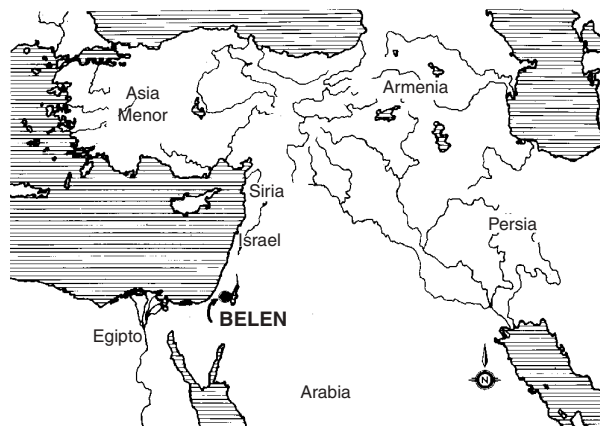 Asia
Menor
Armenia
Siria
Israel
Persia
BELEN
Egipto
Arabia
N